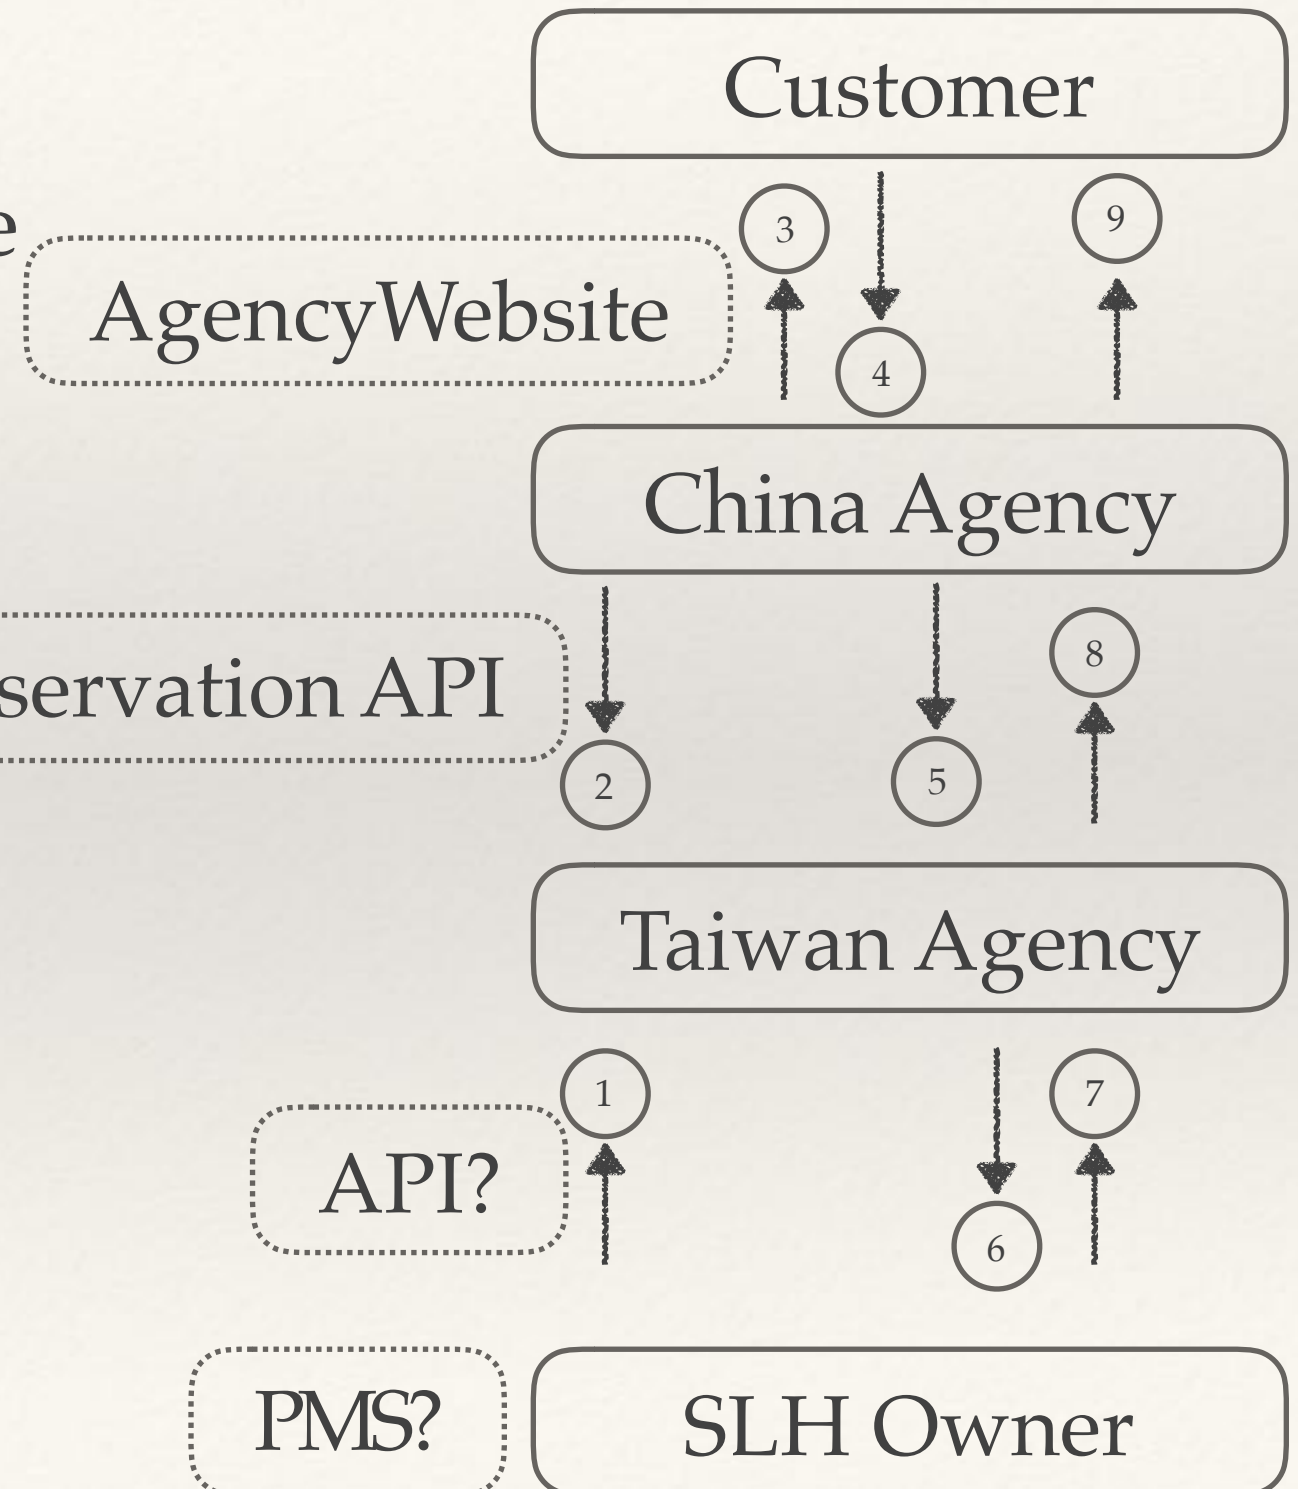 Customer
3
9
e
AgencyWebsite
4
China Agency
8
servation API
2
5
Taiwan Agency
1
7
API?
6
PMS?
SLH Owner